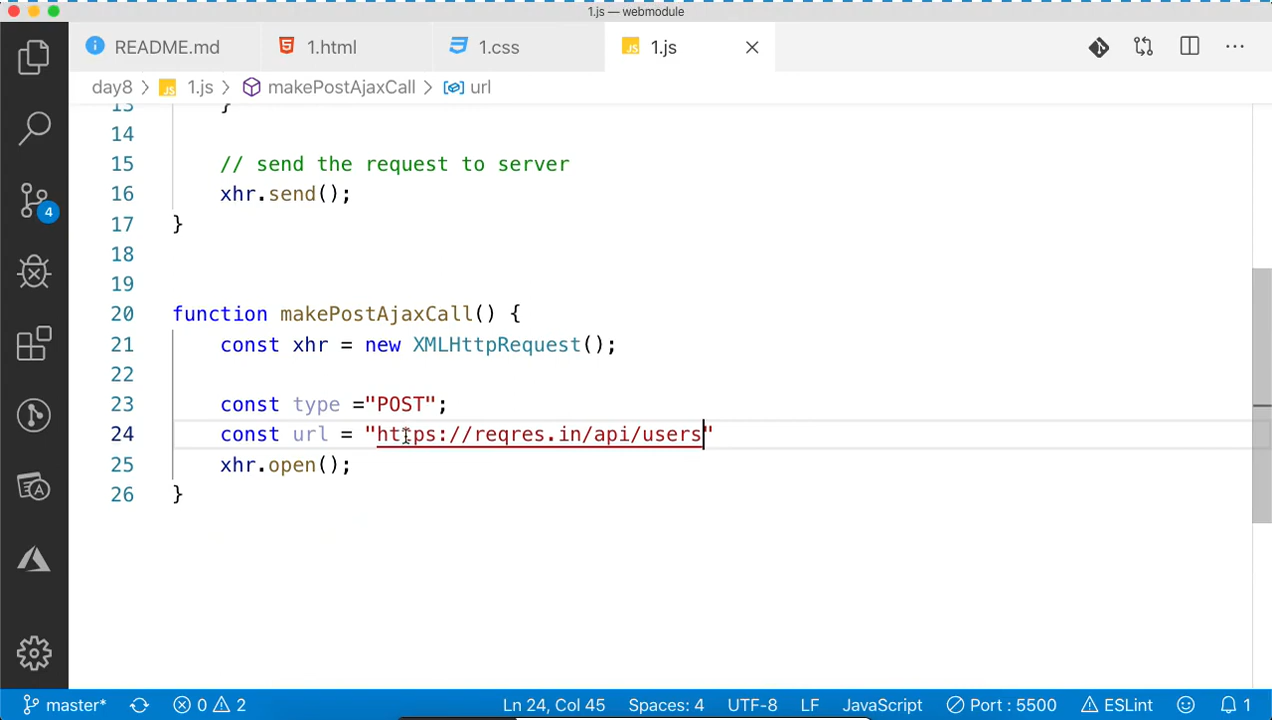 1.js — webmodule
README.md 1.html 1.css JS 1.js
day8 > JS 1.js > makePostAjaxCall > url
13 }
14
15 // send the request to server
16 xhr.send();
17 }
18
19
20 function makePostAjaxCall() {
21 const xhr = new XMLHttpRequest();
22
23 const type ="POST";
24 const url = "https://reqres.in/api/users"
25 xhr.open();
26 }
4
master* 0 2 Ln 24, Col 45 Spaces: 4 UTF-8 LF JavaScript Port : 5500 ESLint 1